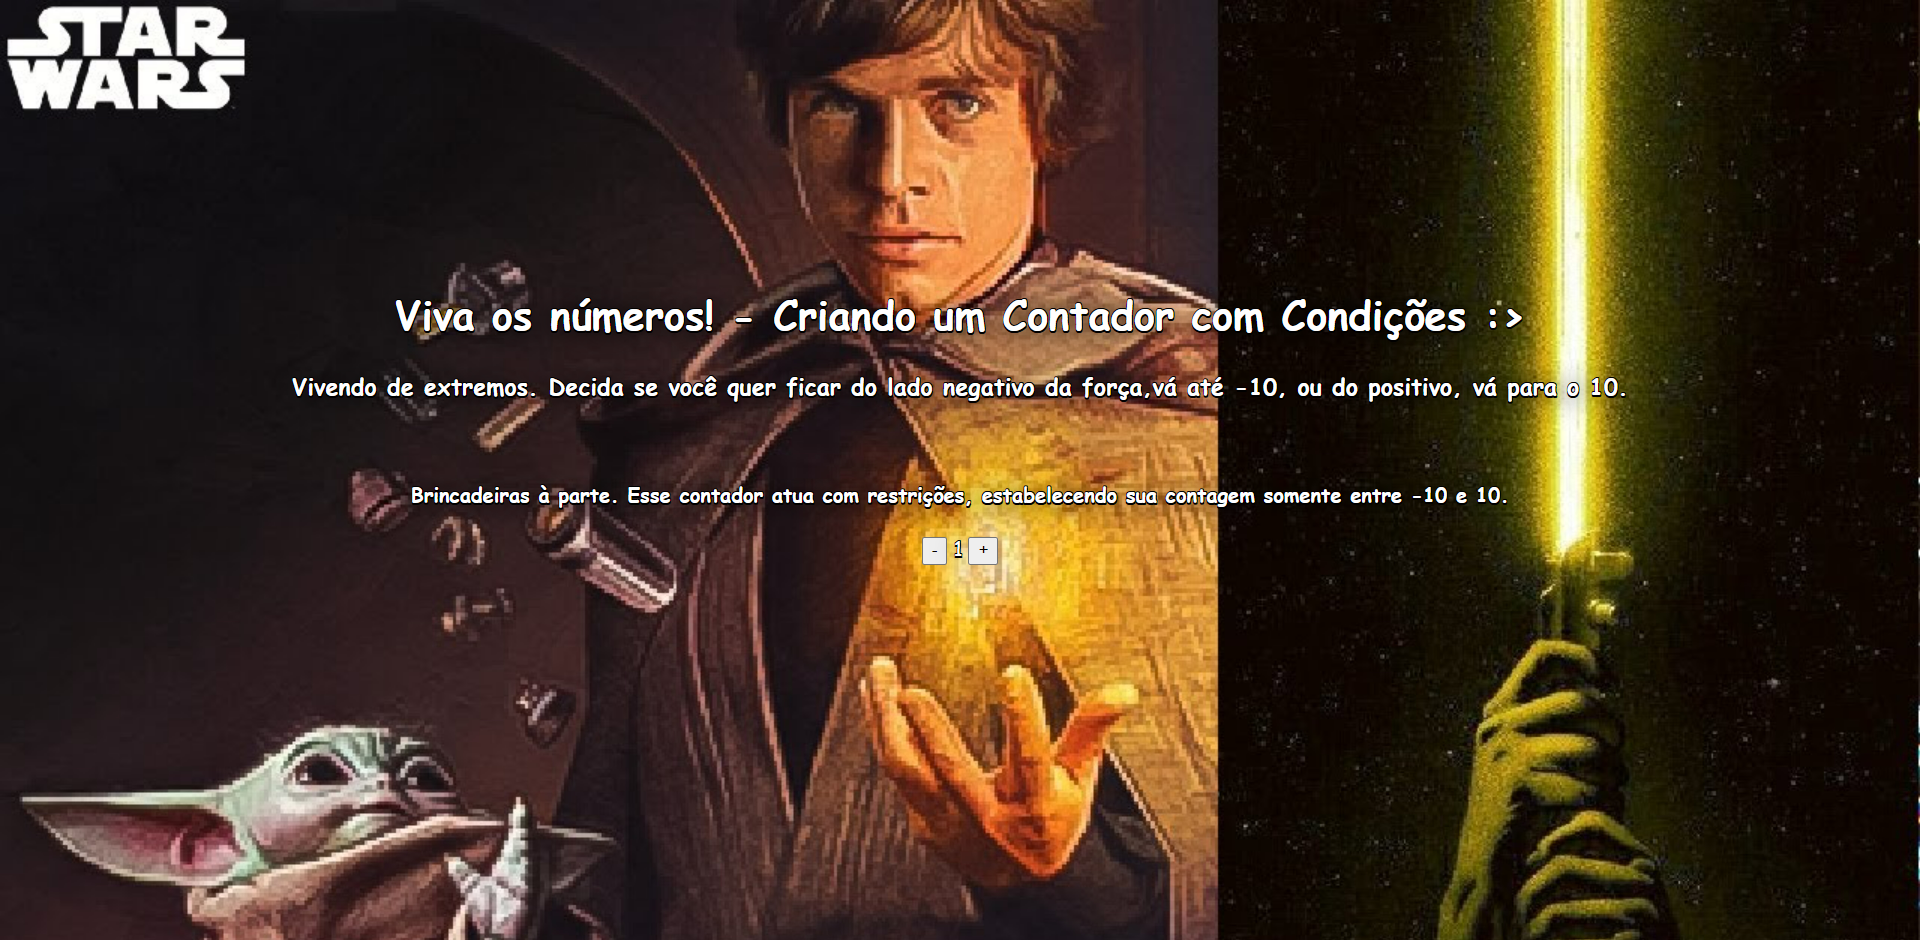 STAR
WARS
Viva os números! - Criando um Contador com Condições :>
Vivendo de extremos. Decida se você quer ficar do lado negativo da força,vá até -10, ou do positivo, vá para o 10.
Brincadeiras à parte. Esse contador atua com restrições, estabelecendo sua contagem somente entre -10 e 10.
- 1 +